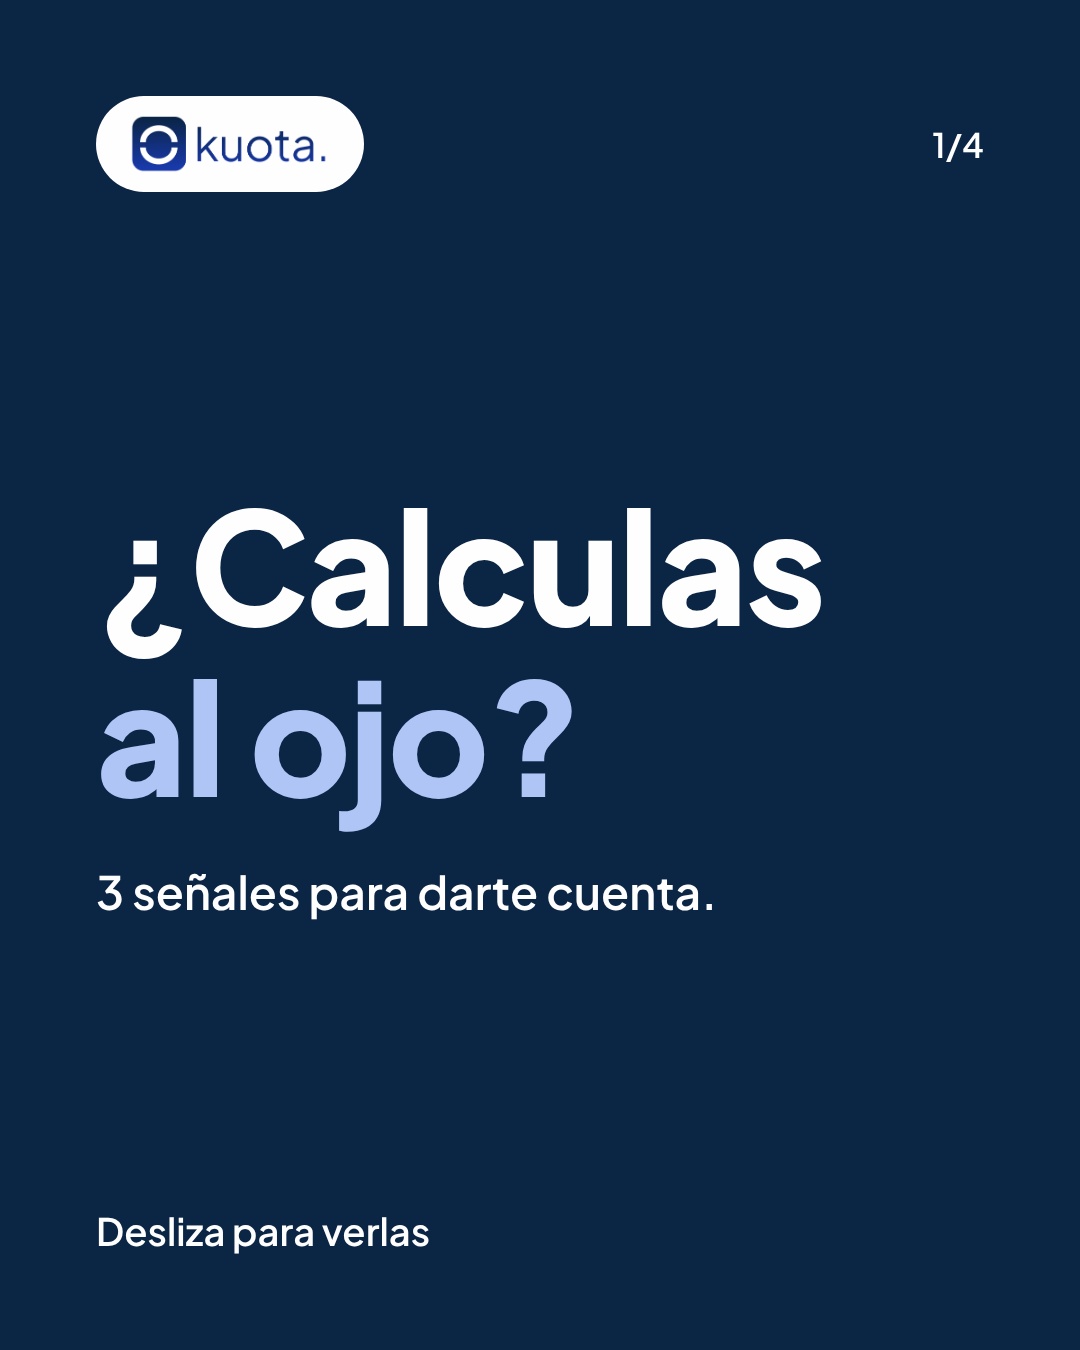 kuota.
1/4
¿Calculas
al ojo?
3 señales para darte cuenta.
Desliza para verlas